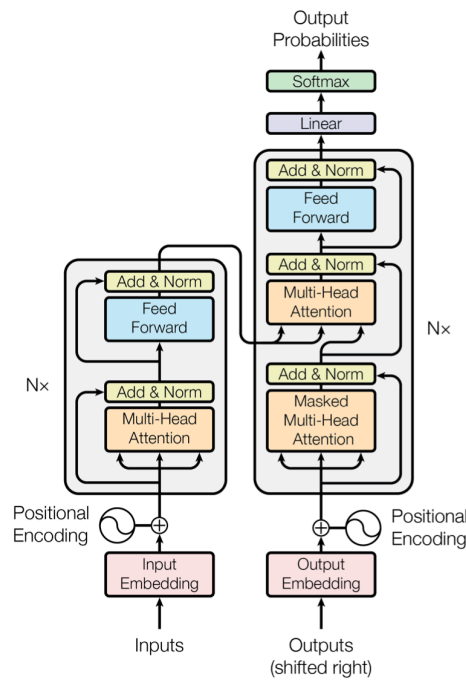 Output
Probabilities
Softmax
Linear
Add & Norm
Feed
Forward
Add & Norm
Multi-Head
Attention
Nx
Add & Norm
Masked
Multi-Head
Attention
Add & Norm
Feed
Forward
Nx
Add & Norm
Multi-Head
Attention
Positional
Encoding
Positional
Encoding
Input
Embedding
Output
Embedding
Inputs
Outputs
(shifted right)